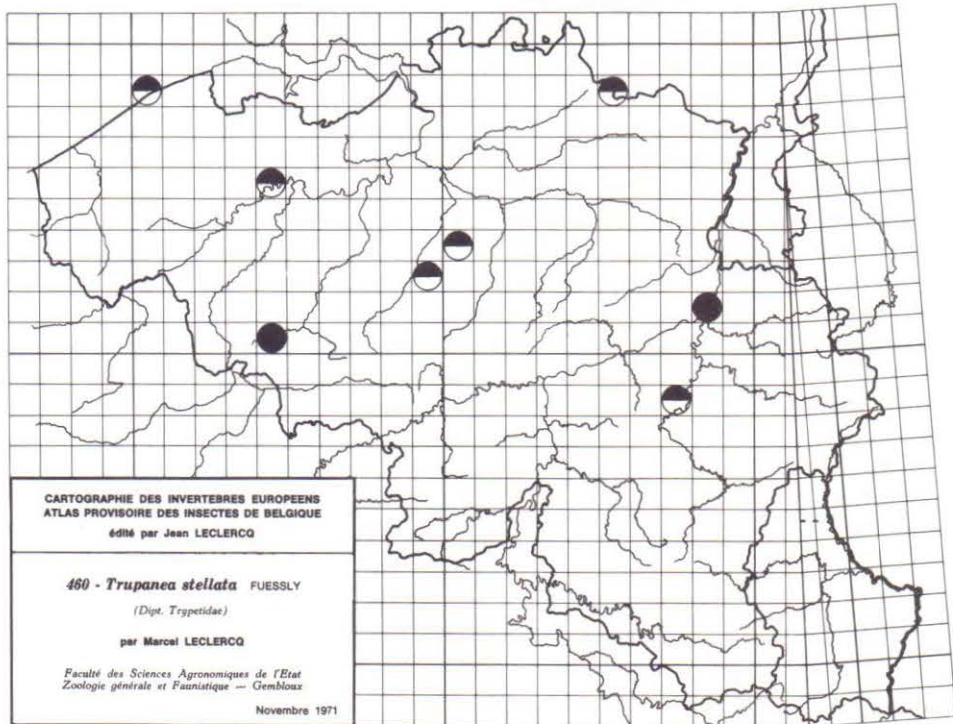 CARTOGRAPHIE DES INVERTEBRES EUROPEENS
ATLAS PROVISOIRE DES INSECTES DE BELGIQUE
édité par Jean LECLERCQ
460 - Trupanea stellata FUESSLY
(Dipt. Trypetidae)
par Marcel LECLERCQ
Faculté des Sciences Agronomiques de l'Etat
Zoologie générale et Faunistique — Gembloux
Novembre 1971